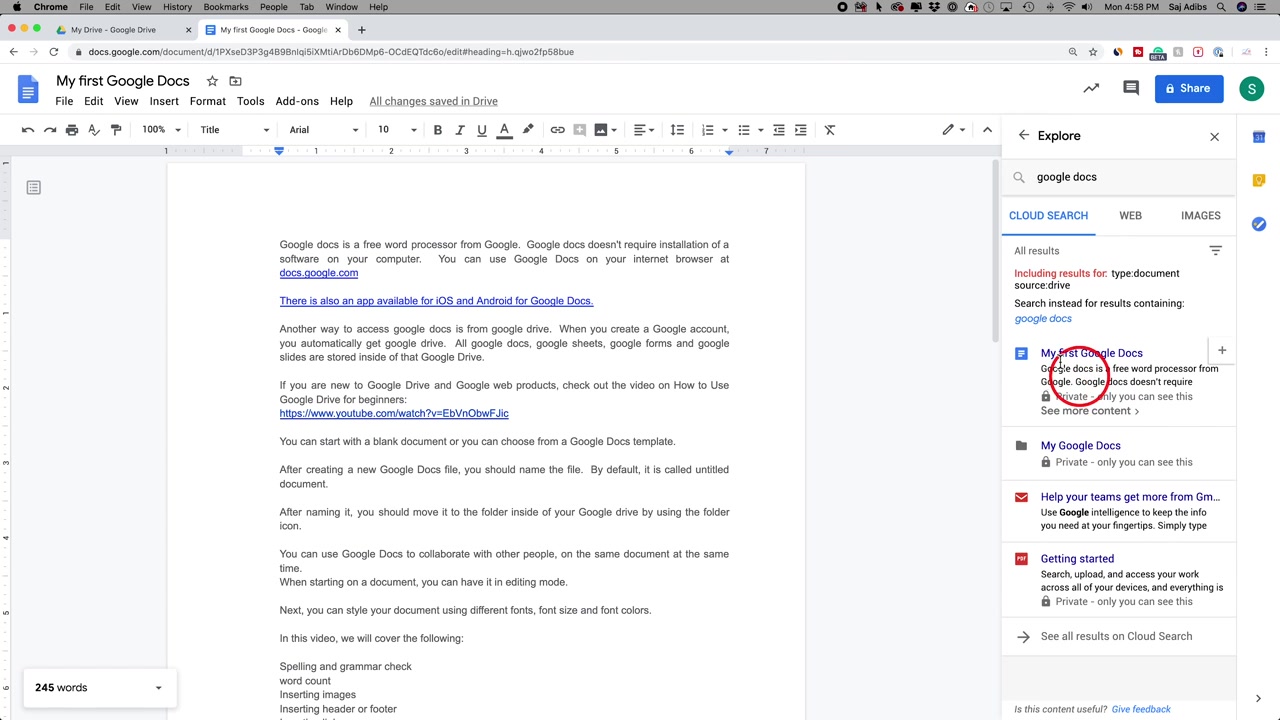 Chrome File Edit View History Bookmarks People Tab Window Help Mon 4:58 PM Saj Adibs
My Drive - Google Drive
My first Google Docs - Google
docs.google.com/document/d/1PXseD3P3g4B9BnIqi5iXMtiArDb6DMp6-OCdEQTdc6o/edit#heading=h.qjwo2fp58bue
BETA
My first Google Docs
File Edit View Insert Format Tools Add-ons Help All changes saved in Drive
Share
S
100% Title Arial 10 B I U A
1 1 2 3 4 5 6 7
Google docs is a free word processor from Google. Google docs doesn't require installation of a
software on your computer. You can use Google Docs on your internet browser at
docs.google.com
There is also an app available for iOS and Android for Google Docs.
Another way to access google docs is from google drive. When you create a Google account,
you automatically get google drive. All google docs, google sheets, google forms and google
slides are stored inside of that Google Drive.
If you are new to Google Drive and Google web products, check out the video on How to Use
Google Drive for beginners:
https://www.youtube.com/watch?v=EbVnObwFJic
You can start with a blank document or you can choose from a Google Docs template.
After creating a new Google Docs file, you should name the file. By default, it is called untitled
document.
After naming it, you should move it to the folder inside of your Google drive by using the folder
icon.
You can use Google Docs to collaborate with other people, on the same document at the same
time.
When starting on a document, you can have it in editing mode.
Next, you can style your document using different fonts, font size and font colors.
In this video, we will cover the following:
Spelling and grammar check
word count
Inserting images
Inserting header or footer
245 words
Explore
google docs
CLOUD SEARCH WEB IMAGES
All results
Including results for: type:document
source:drive
Search instead for results containing:
google docs
My first Google Docs
Google docs is a free word processor from
Google. Google docs doesn't require
Private - only you can see this
See more content
My Google Docs
Private - only you can see this
Help your teams get more from Gm...
Use Google intelligence to keep the info
you need at your fingertips. Simply type
PDF
Getting started
Search, upload, and access your work
across all of your devices, and everything is
Private - only you can see this
See all results on Cloud Search
Is this content useful? Give feedback
31